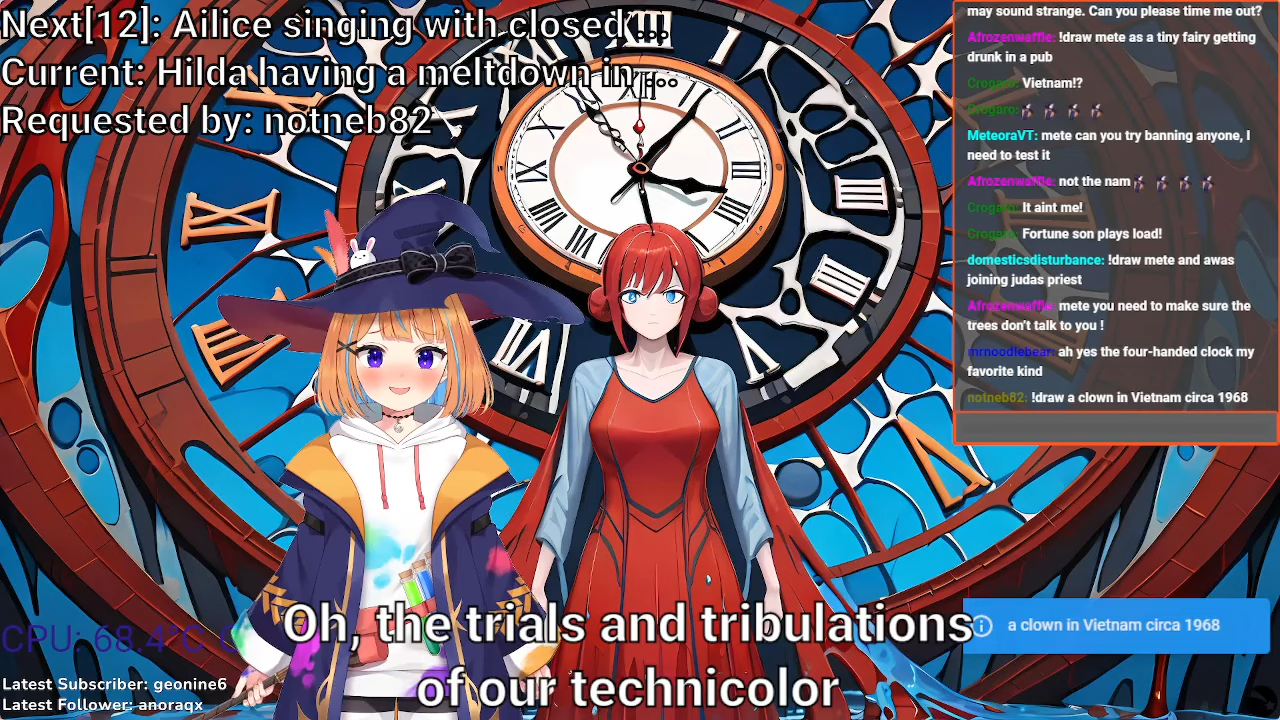 Next[12]: Ailice singing with closed ...
Current: Hilda having a meltdown in ...
Requested by: notneb82
may sound strange. Can you please time me out?
Afrozenwaffle: !draw mete as a tiny fairy getting
drunk in a pub
Crogaro: Vietnam!?
Crogaro:
MeteoraVT: mete can you try banning anyone, I
need to test it
Afrozenwaffle: not the nam
Crogaro: It aint me!
Crogaro: Fortune son plays load!
domesticsdisturbance: !draw mete and awas
joining judas priest
Afrozenwaffle: mete you need to make sure the
trees don't talk to you !
mrnoodlebear: ah yes the four-handed clock my
favorite kind
notneb82: !draw a clown in Vietnam circa 1968
a clown in Vietnam circa 1968
Oh, the trials and tribulations
of our technicolor
CPU: 68.4°C
Latest Subscriber: geonine6
Latest Follower: anoraqx